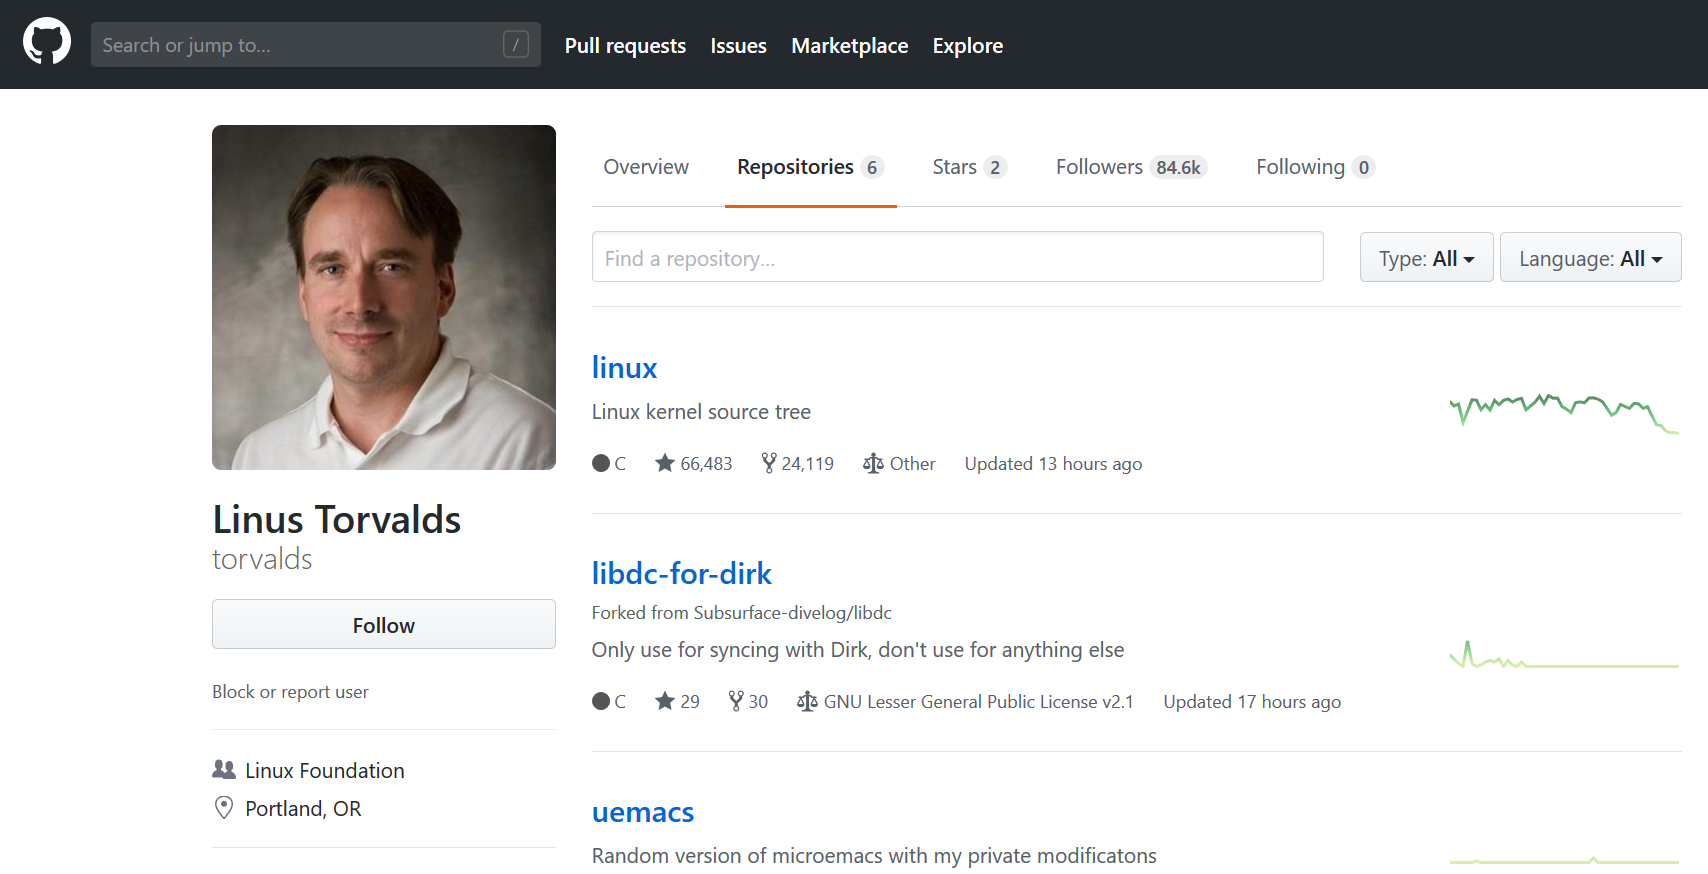 Search or jump to... /
Pull requests Issues Marketplace Explore
Overview Repositories 6 Stars 2 Followers 84.6k Following 0
Find a repository... Type: All Language: All
linux
Linux kernel source tree
C 66,483 24,119 Other Updated 13 hours ago
libdc-for-dirk
Forked from Subsurface-divelog/libdc
Only use for syncing with Dirk, don't use for anything else
C 29 30 GNU Lesser General Public License v2.1 Updated 17 hours ago
uemacs
Random version of microemacs with my private modificatons
Linus Torvalds
torvalds
Follow
Block or report user
Linux Foundation
Portland, OR